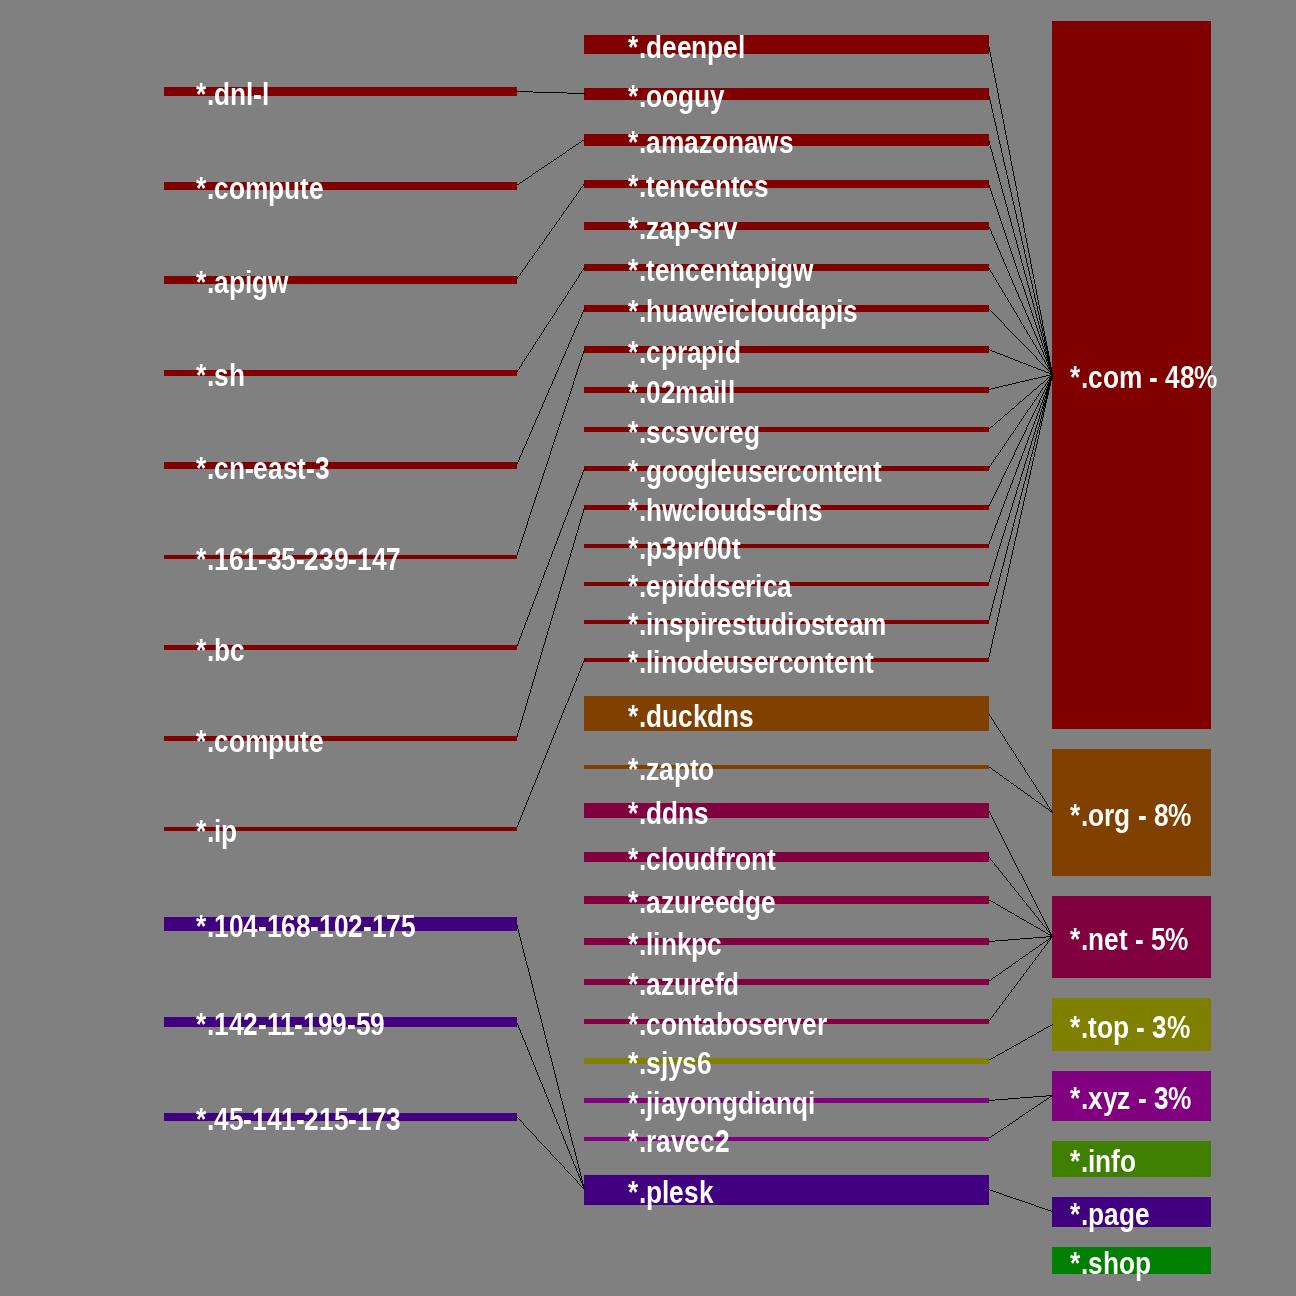 *.dnl-l
*.compute
*.apigw
*.sh
*.cn-east-3
*.161-35-239-147
*.bc
*.compute
*.ip
*.104-168-102-175
*.142-11-199-59
*.45-141-215-173
*.deenpel
*.ooguy
*.amazonaws
*.tencentcs
*.zap-srv
*.tencentapigw
*.huaweicloudapis
*.cprapid
*.02maill
*.scsvcreg
*.googleusercontent
*.hwclouds-dns
*.p3pr00t
*.epiddserica
*.inspirestudiosteam
*.linodeusercontent
*.duckdns
*.zapto
*.ddns
*.cloudfront
*.azureedge
*.linkpc
*.azurefd
*.contaboserver
*.sjys6
*.jiayongdianqi
*.ravec2
*.plesk
*.com - 48%
*.org - 8%
*.net - 5%
*.top - 3%
*.xyz - 3%
*.info
*.page
*.shop